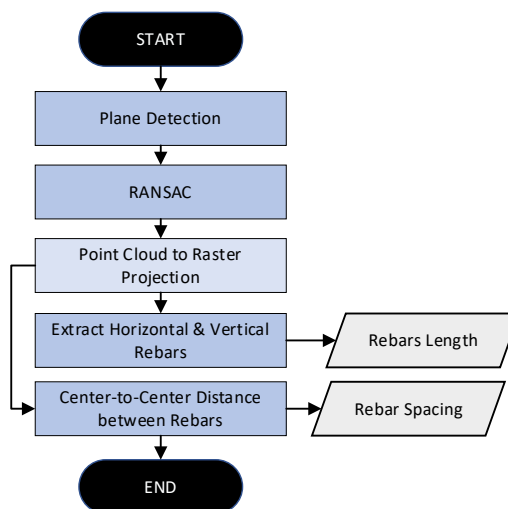 START
Plane Detection
RANSAC
Point Cloud to Raster
Projection
Extract Horizontal & Vertical
Rebars
Rebars Length
Center-to-Center Distance
between Rebars
Rebar Spacing
END